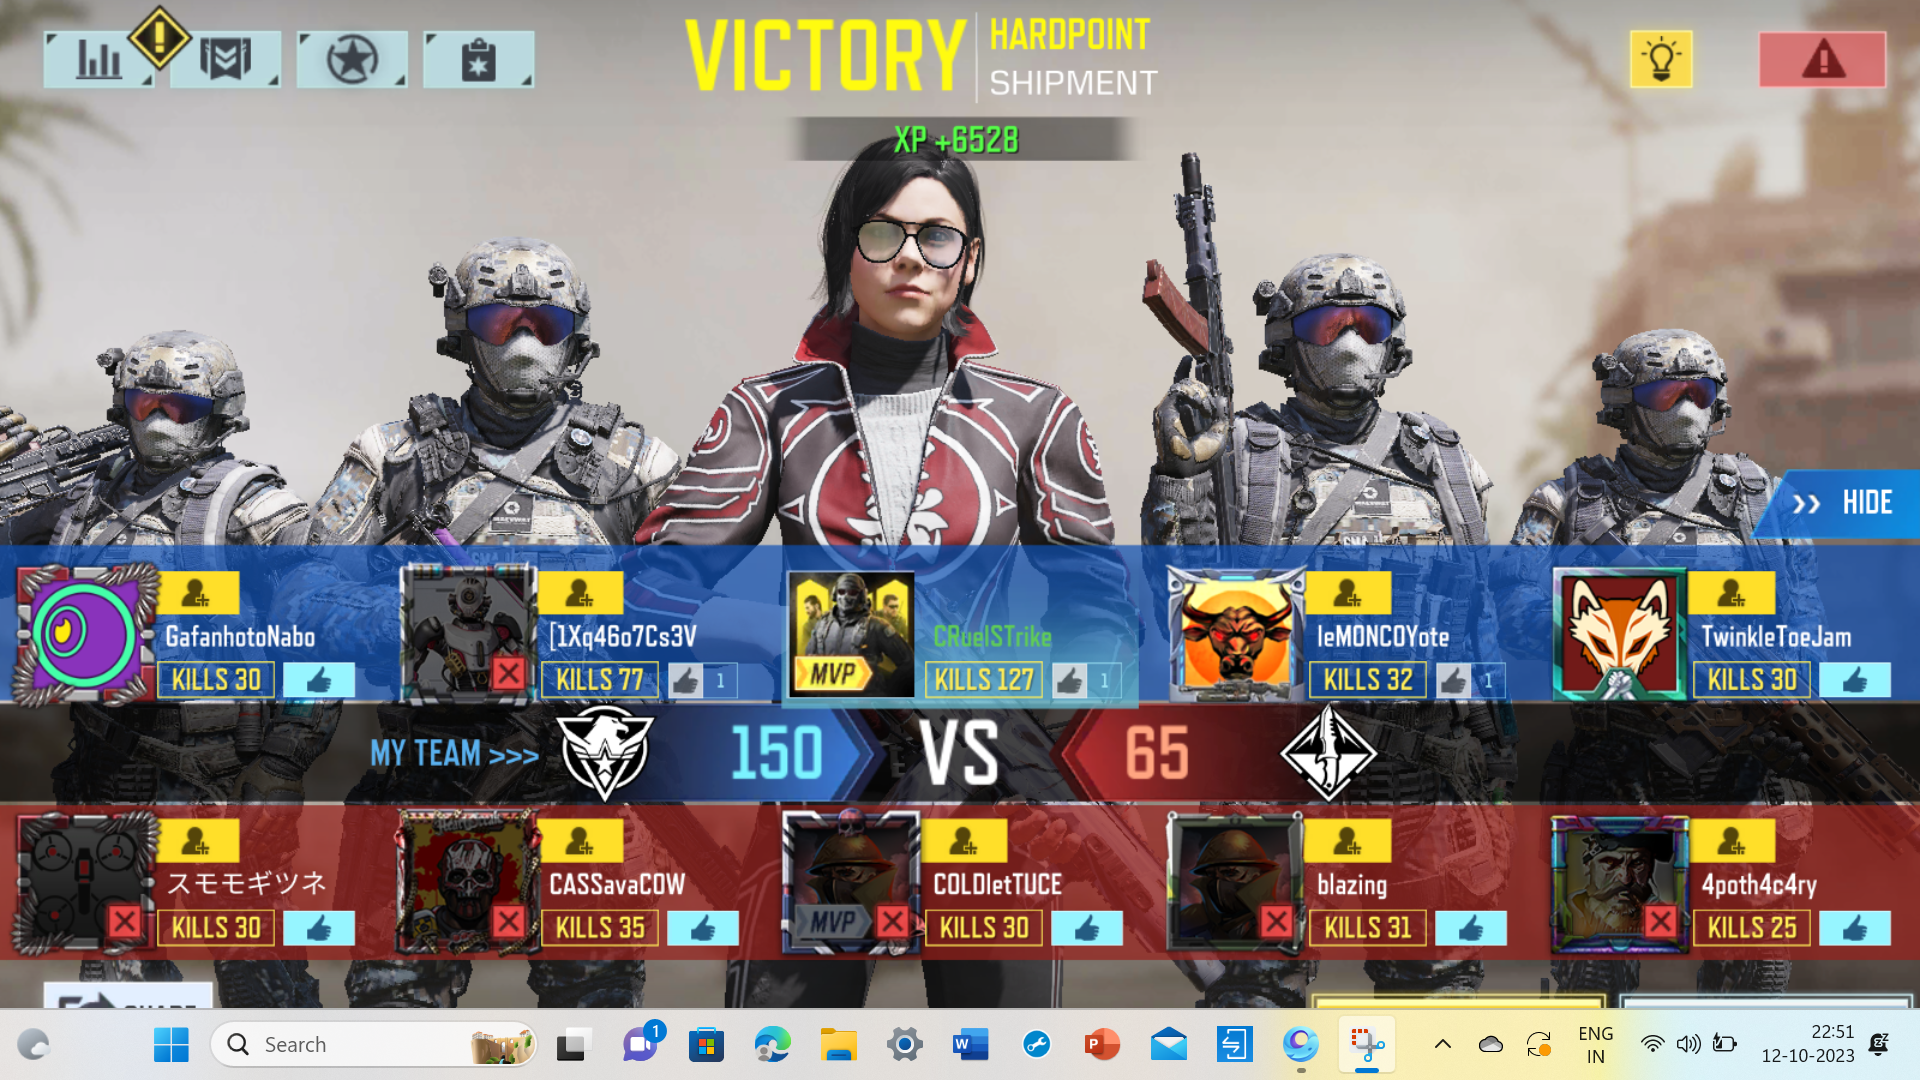 VICTORY
HARDPOINT
SHIPMENT
XP +6528
HIDE
GafanhotoNabo
KILLS 30
[1Xq46o7Cs3V
KILLS 77
1
MVP
CRuelSTrike
KILLS 127
1
leMONCOYote
KILLS 32
1
TwinkleToeJam
KILLS 30
MY TEAM >>>
150
VS
65
スモモギツネ
KILLS 30
CASSavaCOW
KILLS 35
MVP
COLDletTUCE
KILLS 30
blazing
KILLS 31
4poth4c4ry
KILLS 25
Search
1
ENG
IN
22:51
12-10-2023